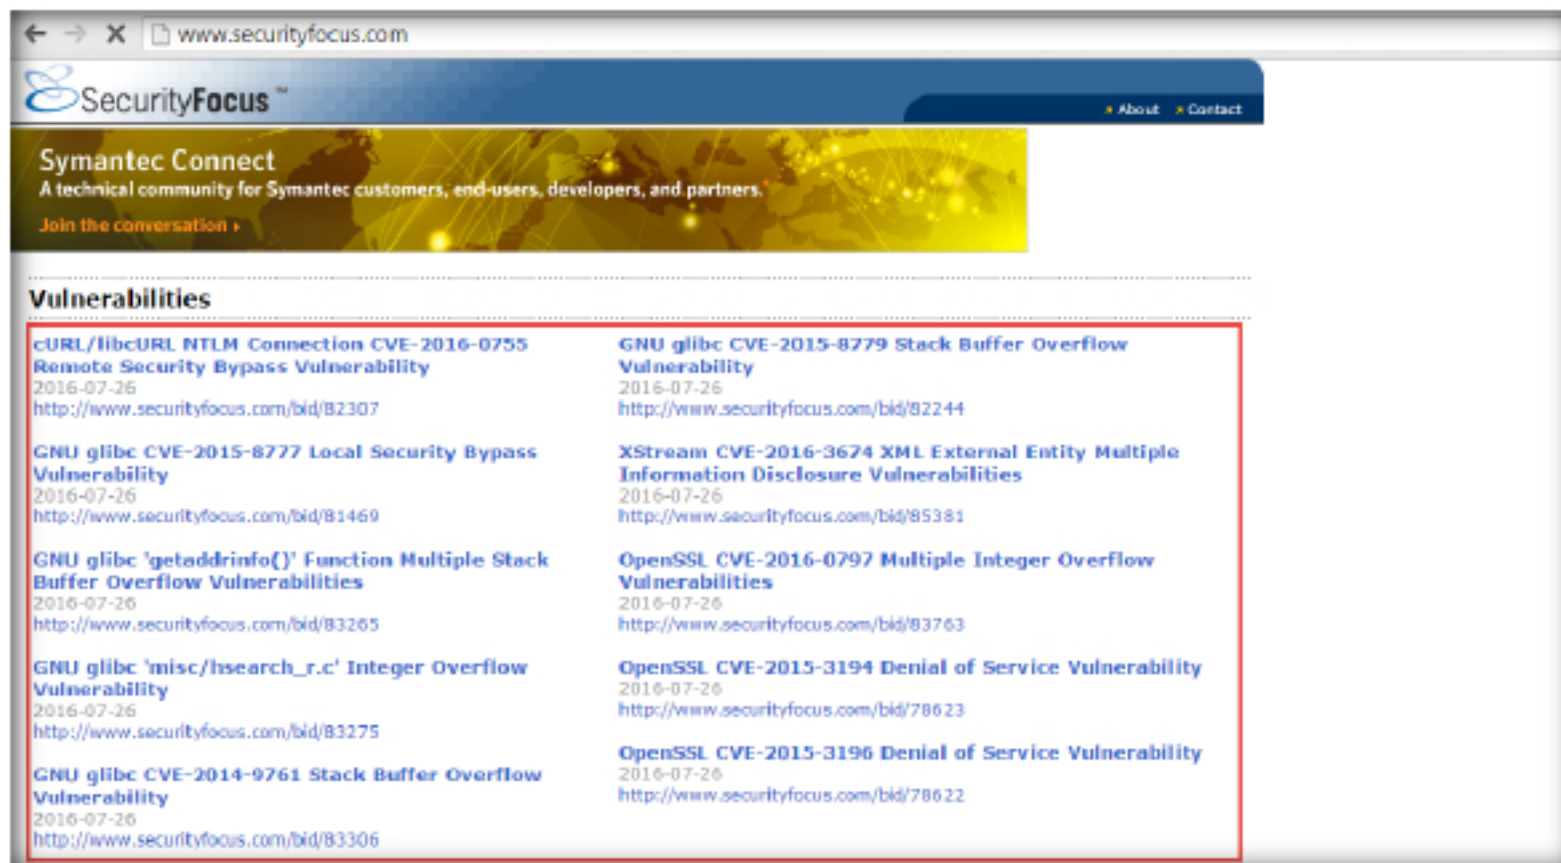 www.securityfocus.com
SecurityFocus™
About Contact
Symantec Connect
A technical community for Symantec customers, end-users, developers, and partners.
Join the conversation
Vulnerabilities
cURL/libcURL NTLM Connection CVE-2016-0755
Remote Security Bypass Vulnerability
2016-07-26
http://www.securityfocus.com/bid/82307
GNU glibc CVE-2015-8777 Local Security Bypass
Vulnerability
2016-07-26
http://www.securityfocus.com/bid/81469
GNU glibc 'getaddrinfo()' Function Multiple Stack
Buffer Overflow Vulnerabilities
2016-07-26
http://www.securityfocus.com/bid/83265
GNU glibc 'misc/hsearch_r.c' Integer Overflow
Vulnerability
2016-07-26
http://www.securityfocus.com/bid/83275
GNU glibc CVE-2014-9761 Stack Buffer Overflow
Vulnerability
2016-07-26
http://www.securityfocus.com/bid/83306
GNU glibc CVE-2015-8779 Stack Buffer Overflow
Vulnerability
2016-07-26
http://www.securityfocus.com/bid/82244
XStream CVE-2016-3674 XML External Entity Multiple
Information Disclosure Vulnerabilities
2016-07-26
http://www.securityfocus.com/bid/85381
OpenSSL CVE-2016-0797 Multiple Integer Overflow
Vulnerabilities
2016-07-26
http://www.securityfocus.com/bid/83763
OpenSSL CVE-2015-3194 Denial of Service Vulnerability
2016-07-26
http://www.securityfocus.com/bid/78623
OpenSSL CVE-2015-3196 Denial of Service Vulnerability
2016-07-26
http://www.securityfocus.com/bid/78622